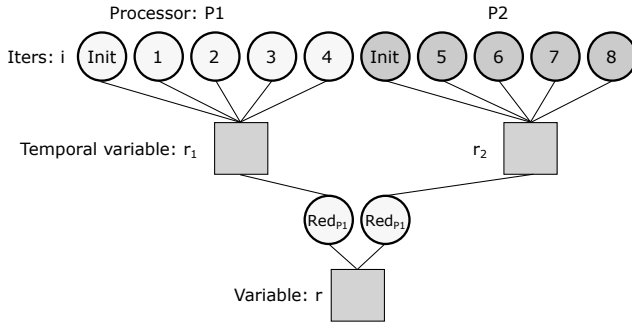 Processor: P1 P2
Iters: i Init 1 2 3 4 Init 5 6 7 8
Temporal variable: r1 r2
RedP1 RedP1
Variable: r